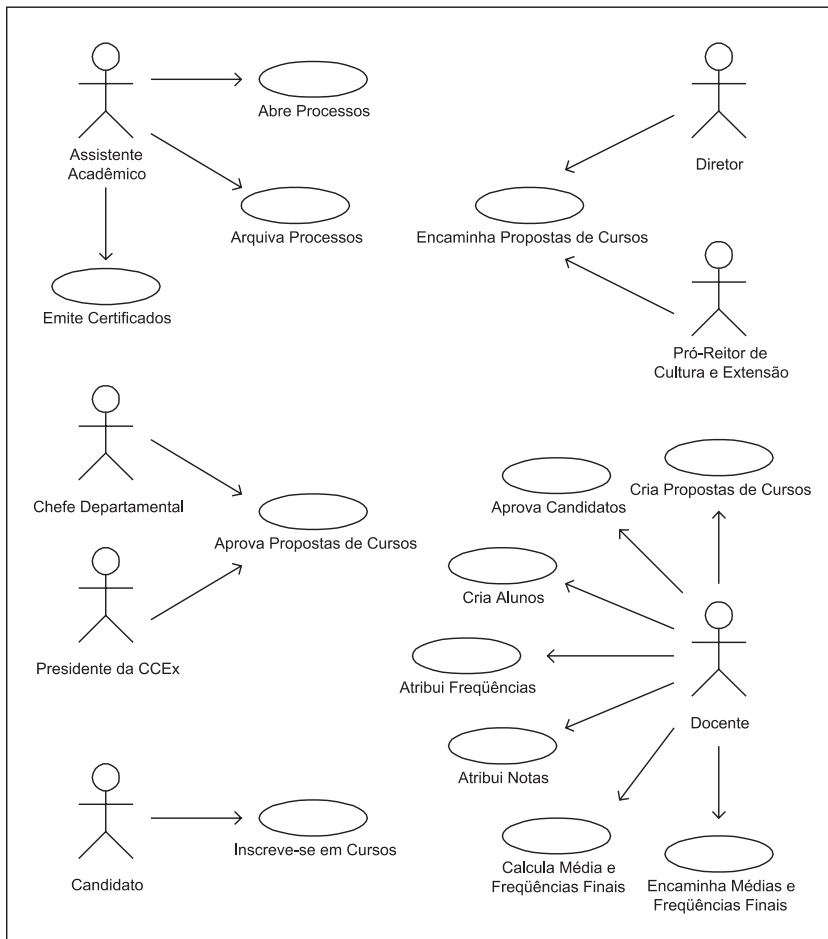 Abre Processos
Assistente
Acadêmico
Diretor
Arquiva Processos
Encaminha Propostas de Cursos
Emite Certificados
Pró-Reitor de
Cultura e Extensão
Chefe Departamental
Aprova Propostas de Cursos
Presidente da CCEx
Cria Propostas de Cursos
Aprova Candidatos
Cria Alunos
Atribui Freqüências
Docente
Atribui Notas
Candidato
Inscreve-se em Cursos
Calcula Média e
Freqüências Finais
Encaminha Médias e
Freqüências Finais